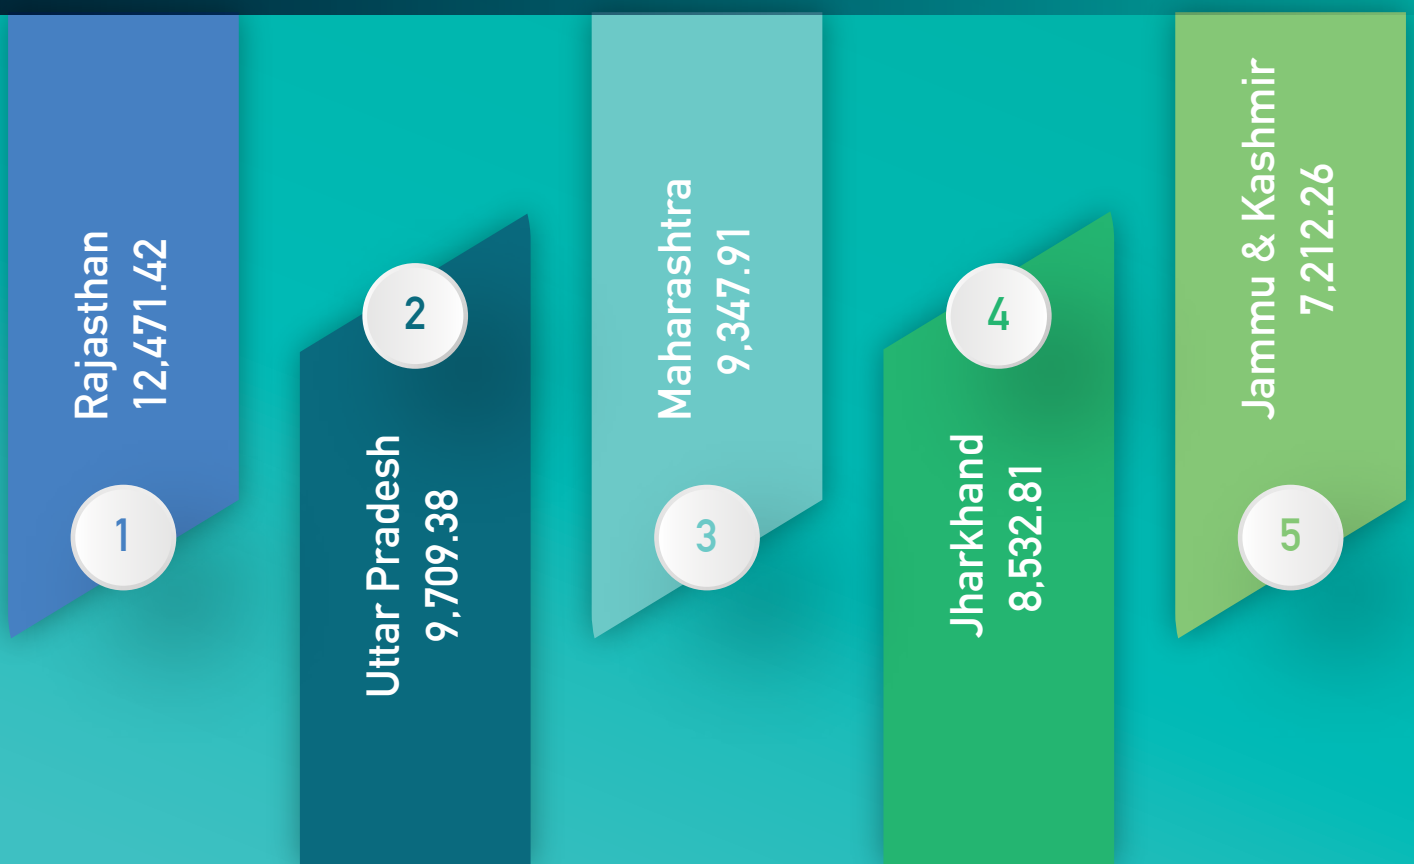 1
Rajasthan
12,471.42
2
Uttar Pradesh
9,709.38
3
Maharashtra
9,347.91
4
Jharkhand
8,532.81
5
Jammu & Kashmir
7,212.26